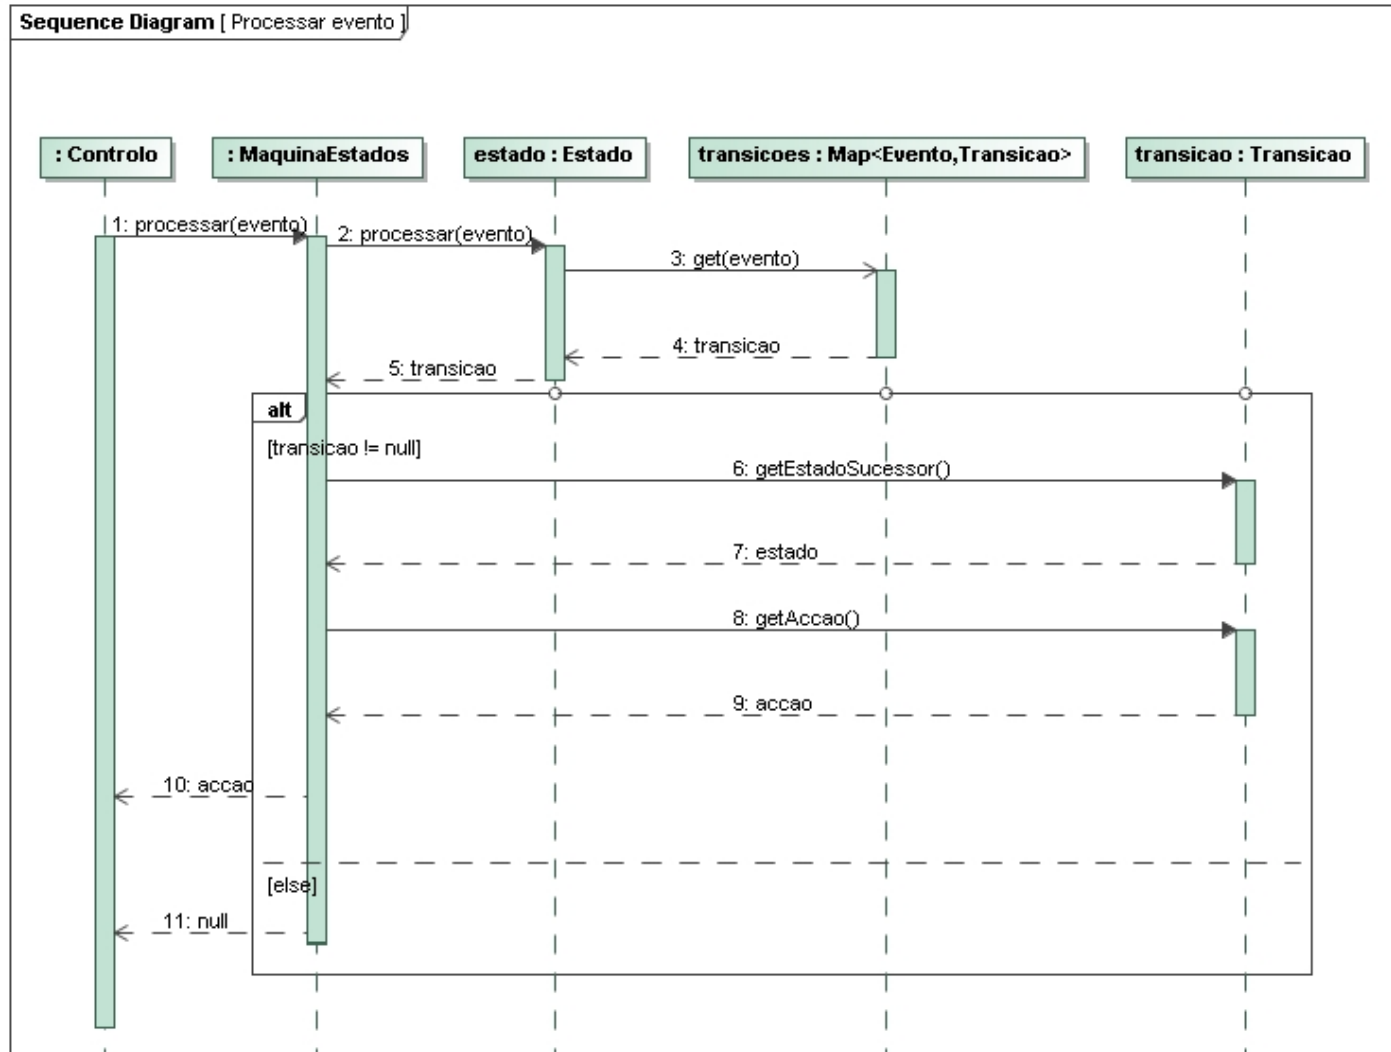 Sequence Diagram [ Processar evento ]
: Controlo
: MaquinaEstados
estado : Estado
transicoes : Map<Evento,Transicao>
transicao : Transicao
1: processar(evento)
2: processar(evento)
3: get(evento)
4: transicao
5: transicao
alt
[transicao != null]
6: getEstadoSucessor()
7: estado
8: getAccao()
9: accao
10: accao
[else]
11: null